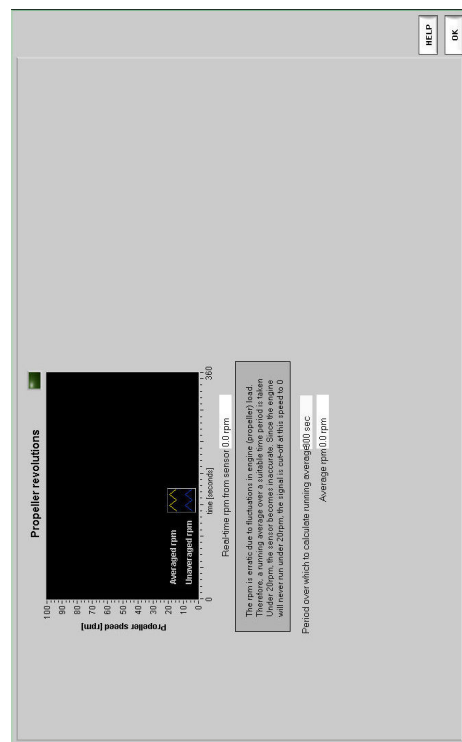 Propeller revolutions
Propeller speed [rpm]
100
90
80
70
60
50
40
30
20
10
0
Averaged rpm
Unaveraged rpm
0
360
time [seconds]
Real-time rpm from sensor 0.0 rpm
The rpm is erratic due to fluctuations in engine (propeller) load.
Therefore, a running average over a suitable time period is taken
Under 20rpm, the sensor becomes inaccurate. Since the engine
will never run under 20rpm, the signal is cut-off at this speed to 0
Period over which to calculate running average 300 sec
Average rpm 0.0 rpm
HELP
OK